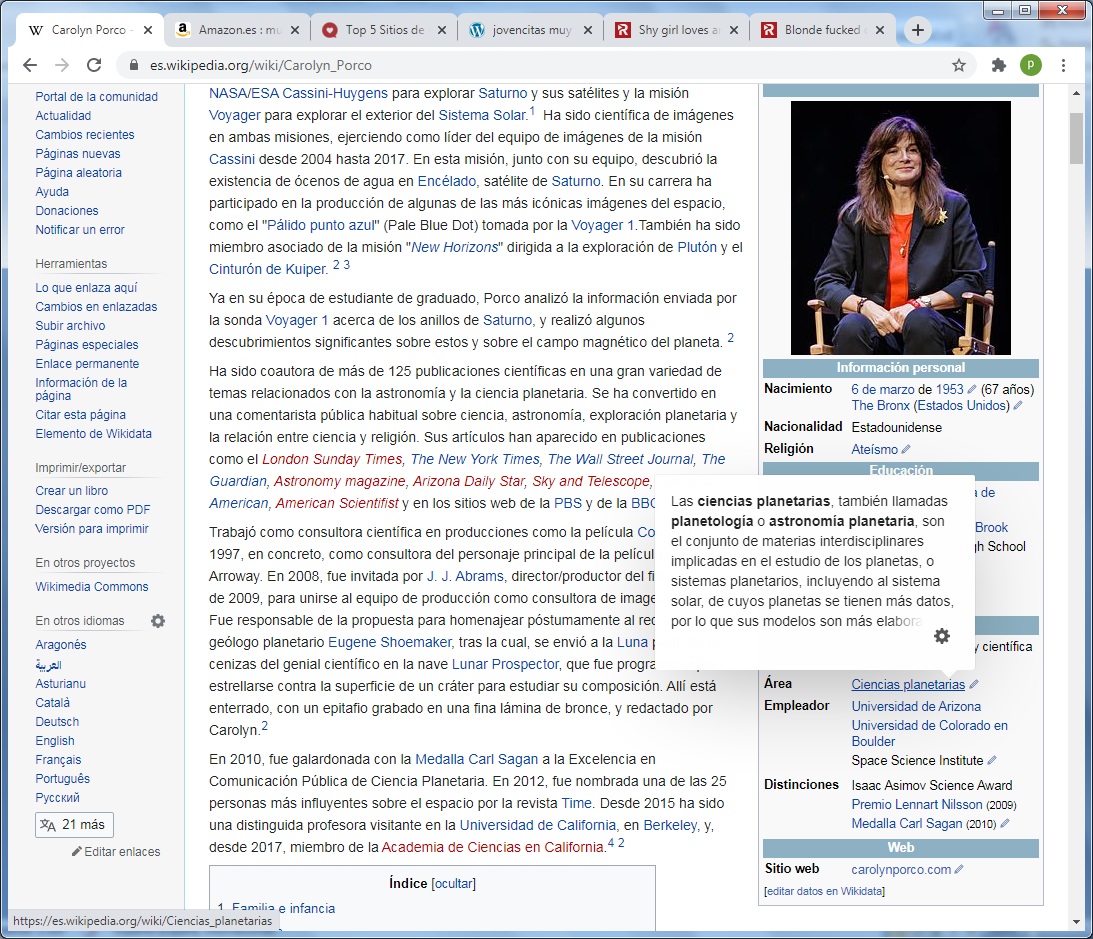 Carolyn Porco -
Amazon.es : mu
Top 5 Sitios de
jovencitas muy
Shy girl loves a
Blonde fucked
es.wikipedia.org/wiki/Carolyn_Porco
P
Portal de la comunidad
Actualidad
Cambios recientes
Páginas nuevas
Página aleatoria
Ayuda
Donaciones
Notificar un error
Herramientas
Lo que enlaza aquí
Cambios en enlazadas
Subir archivo
Páginas especiales
Enlace permanente
Información de la
página
Citar esta página
Elemento de Wikidata
Imprimir/exportar
Crear un libro
Descargar como PDF
Versión para imprimir
En otros proyectos
Wikimedia Commons
En otros idiomas
Aragonés
العربية
Asturianu
Català
Deutsch
English
Français
Português
Русский
21 más
Editar enlaces
NASA/ESA Cassini-Huygens para explorar Saturno y sus satélites y la misión
Voyager para explorar el exterior del Sistema Solar.1 Ha sido científica de imágenes
en ambas misiones, ejerciendo como líder del equipo de imágenes de la misión
Cassini desde 2004 hasta 2017. En esta misión, junto con su equipo, descubrió la
existencia de ócenos de agua en Encélado, satélite de Saturno. En su carrera ha
participado en la producción de algunas de las más icónicas imágenes del espacio,
como el "Pálido punto azul" (Pale Blue Dot) tomada por la Voyager 1.También ha sido
miembro asociado de la misión "New Horizons" dirigida a la exploración de Plutón y el
Cinturón de Kuiper. 2 3
Ya en su época de estudiante de graduado, Porco analizó la información enviada por
la sonda Voyager 1 acerca de los anillos de Saturno, y realizó algunos
descubrimientos significantes sobre estos y sobre el campo magnético del planeta. 2
Ha sido coautora de más de 125 publicaciones científicas en una gran variedad de
temas relacionados con la astronomía y la ciencia planetaria. Se ha convertido en
una comentarista pública habitual sobre ciencia, astronomía, exploración planetaria y
la relación entre ciencia y religión. Sus artículos han aparecido en publicaciones
como el London Sunday Times, The New York Times, The Wall Street Journal, The
Guardian, Astronomy magazine, Arizona Daily Star, Sky and Telescope,
American, American Scientifist y en los sitios web de la PBS y de la BBC
Trabajó como consultora científica en producciones como la película Co
1997, en concreto, como consultora del personaje principal de la películ
Arroway. En 2008, fue invitada por J. J. Abrams, director/productor del fi
de 2009, para unirse al equipo de producción como consultora de image
Fue responsable de la propuesta para homenajear póstumamente al rec
geólogo planetario Eugene Shoemaker, tras la cual, se envió a la Luna
cenizas del genial científico en la nave Lunar Prospector, que fue progra
estrellarse contra la superficie de un cráter para estudiar su composición. Allí está
enterrado, con un epitafio grabado en una fina lámina de bronce, y redactado por
Carolyn.2
En 2010, fue galardonada con la Medalla Carl Sagan a la Excelencia en
Comunicación Pública de Ciencia Planetaria. En 2012, fue nombrada una de las 25
personas más influyentes sobre el espacio por la revista Time. Desde 2015 ha sido
una distinguida profesora visitante en la Universidad de California, en Berkeley, y,
desde 2017, miembro de la Academia de Ciencias en California.4 2
Índice [ocultar]
1 Familia e infancia
Información personal
Nacimiento 6 de marzo de 1953 (67 años)
The Bronx (Estados Unidos)
Nacionalidad Estadounidense
Religión Ateísmo
Educación
a de
Brook
gh School
y científica
Las ciencias planetarias, también llamadas
planetología o astronomía planetaria, son
el conjunto de materias interdisciplinares
implicadas en el estudio de los planetas, o
sistemas planetarios, incluyendo al sistema
solar, de cuyos planetas se tienen más datos,
por lo que sus modelos son más elabora
Área Ciencias planetarias
Empleador Universidad de Arizona
Universidad de Colorado en
Boulder
Space Science Institute
Distinciones Isaac Asimov Science Award
Premio Lennart Nilsson (2009)
Medalla Carl Sagan (2010)
Web
Sitio web carolynporco.com
[editar datos en Wikidata]
https://es.wikipedia.org/wiki/Ciencias_planetarias